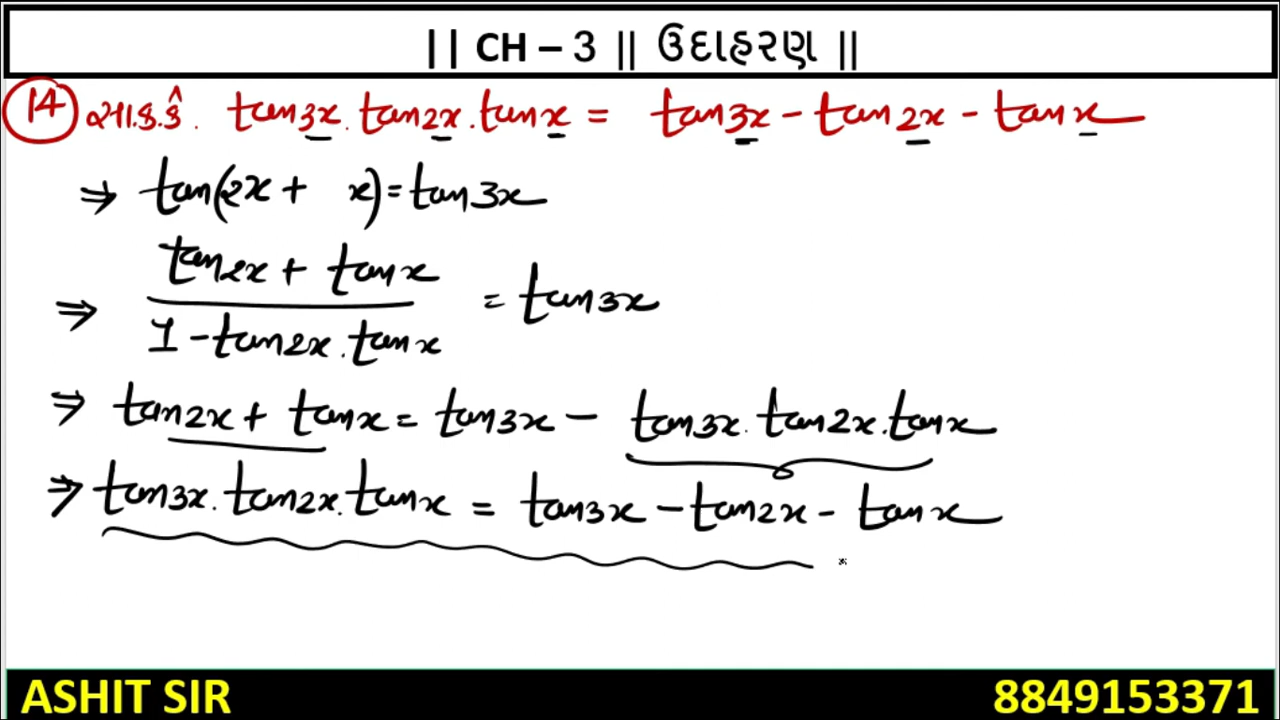 || CH – 3 || ઉદાહરણ ||
14 સા.કં.કે. tan3x . tan2x . tanx = tan3x - tan2x - tanx
⇒ tan(2x + x) = tan3x
⇒ tan2x + tanx / 1 - tan2x . tanx = tan3x
⇒ tan2x + tanx = tan3x - tan3x . tan2x . tanx
⇒ tan3x . tan2x . tanx = tan3x - tan2x - tanx
ASHIT SIR 8849153371